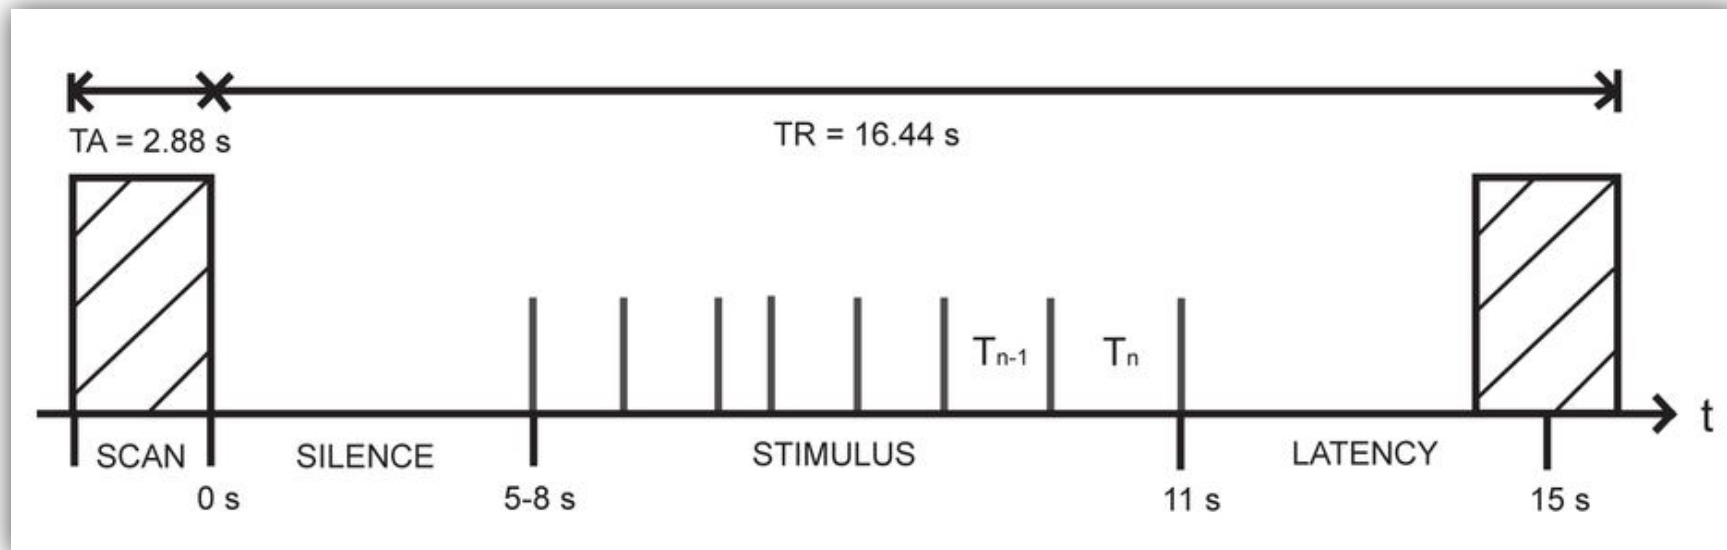 TA = 2.88 s
TR = 16.44 s
Tn-1
Tn
SCAN
SILENCE
STIMULUS
LATENCY
t
0 s
5-8 s
11 s
15 s